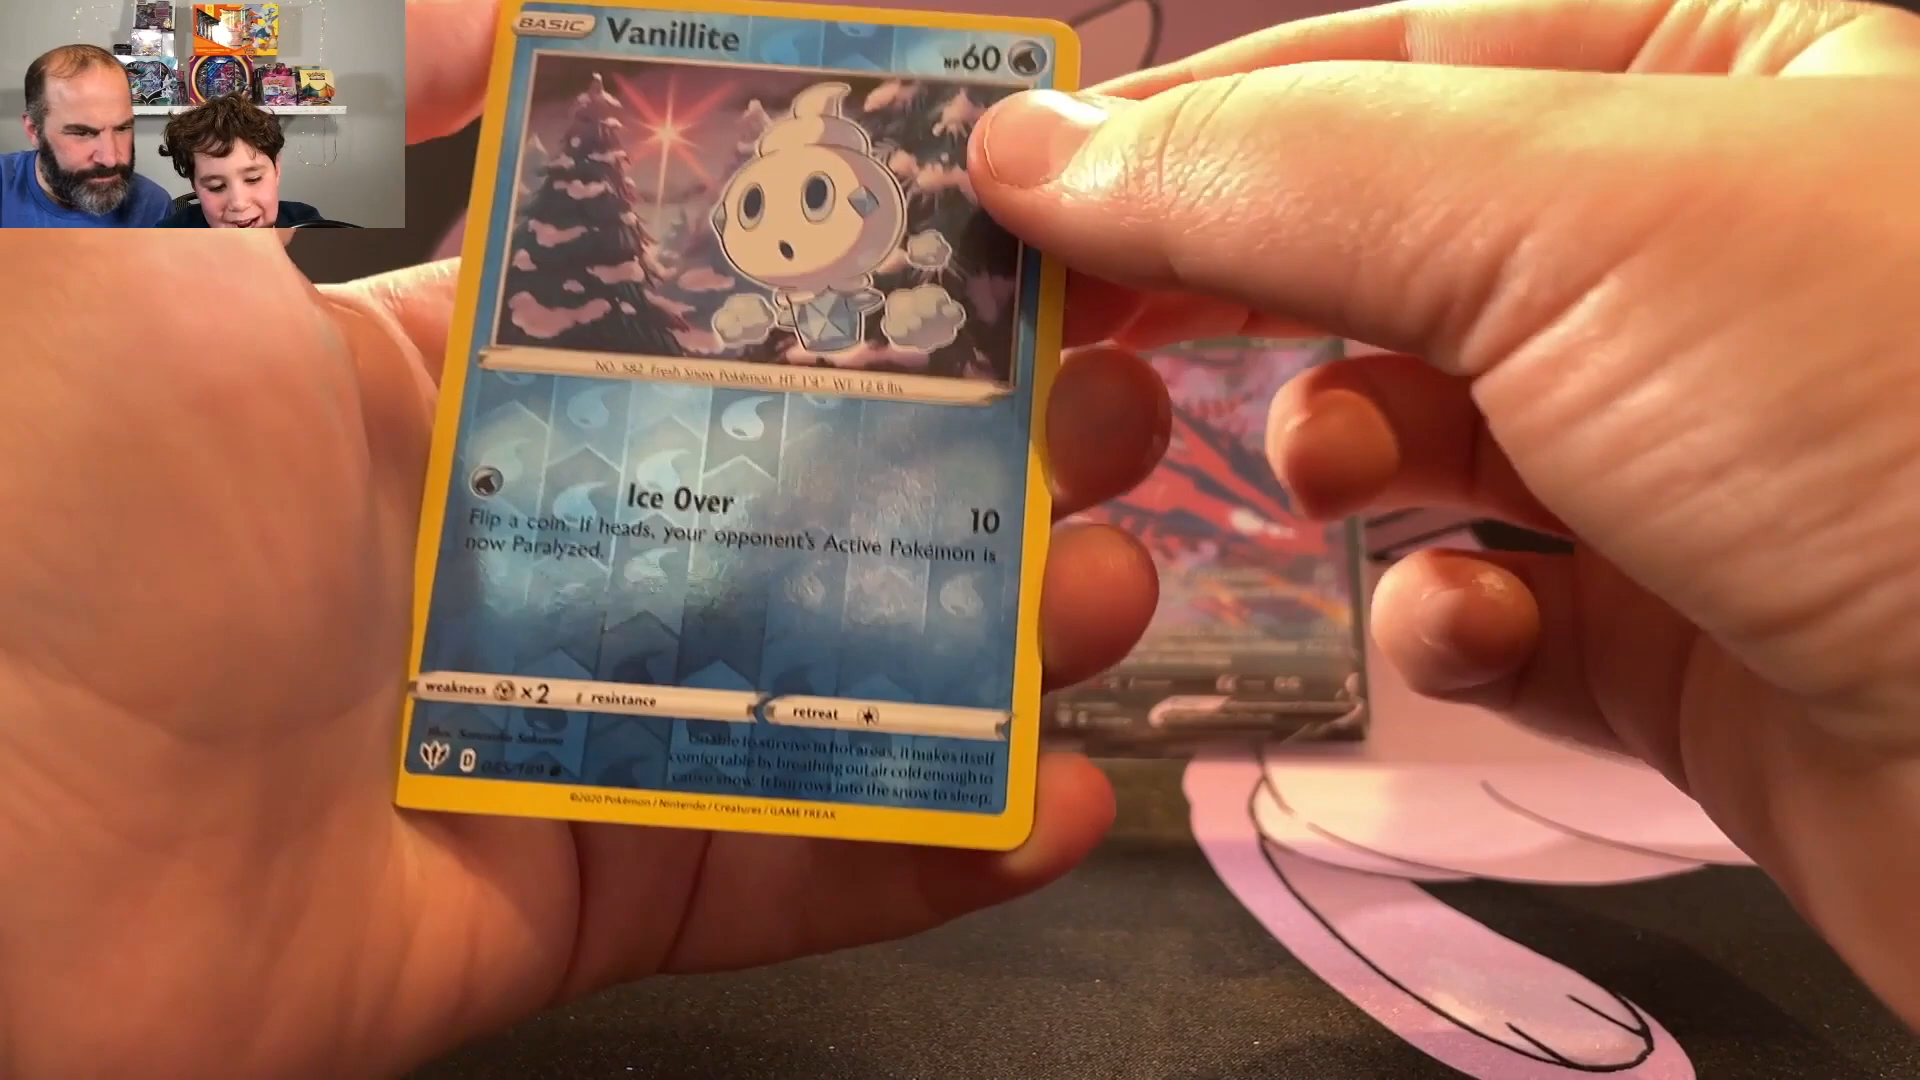 BASIC Vanillite HP 60
NO. 582 Fresh Snow Pokémon HT 1'4" WT 12.6 lbs
Ice Over 10
Flip a coin. If heads, your opponent's Active Pokémon is
now Paralyzed.
weakness ×2 resistance retreat
Unable to survive in hot areas, it makes itself
comfortable by breathing out air cold enough to
cause snow. It burrows into the snow to sleep.
D
©2020 Pokémon / Nintendo / Creatures / GAME FREAK